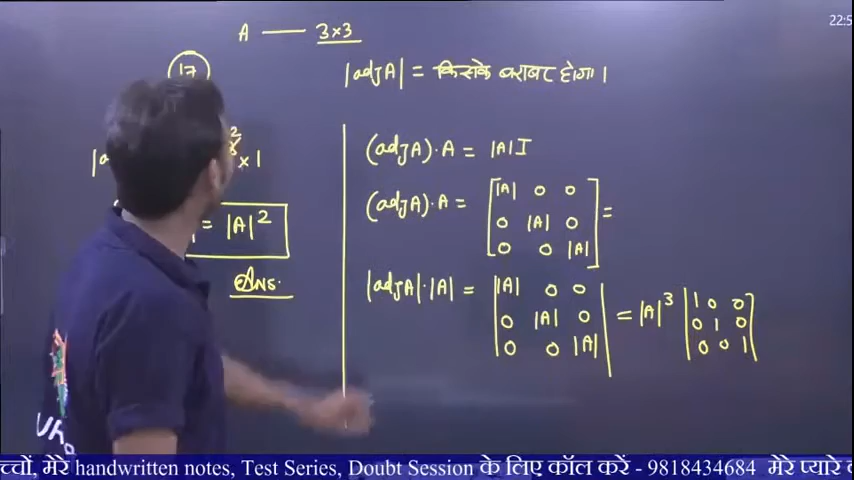 22:5
A — 3×3
17
|adjA| = किसके बराबर होगा।
2
×1
= |A|²
Ans.
(adjA)·A = |A|I
(adjA)·A = [|A| 0 0
0 |A| 0
0 0 |A|] =
|adjA|·|A| = | |A| 0 0
0 |A| 0
0 0 |A| | = |A|³ |1 0 0
0 1 0
0 0 1|
च्चों, मैरे handwritten notes, Test Series, Doubt Session के लिए कॉल करें - 9818434684 मैरे प्यारे